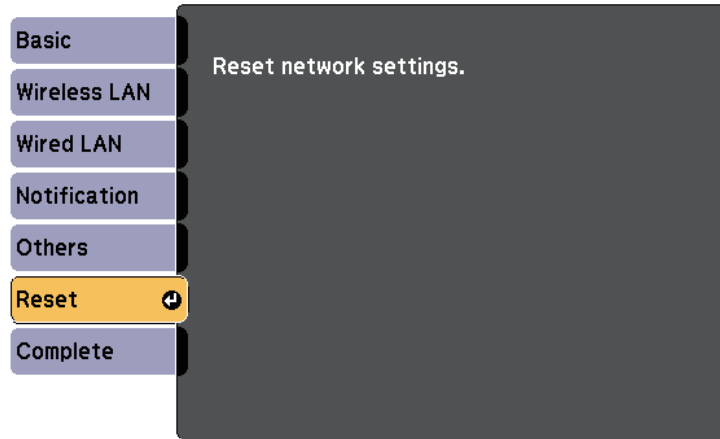 Basic
Wireless LAN
Wired LAN
Notification
Others
Reset
Complete
Reset network settings.